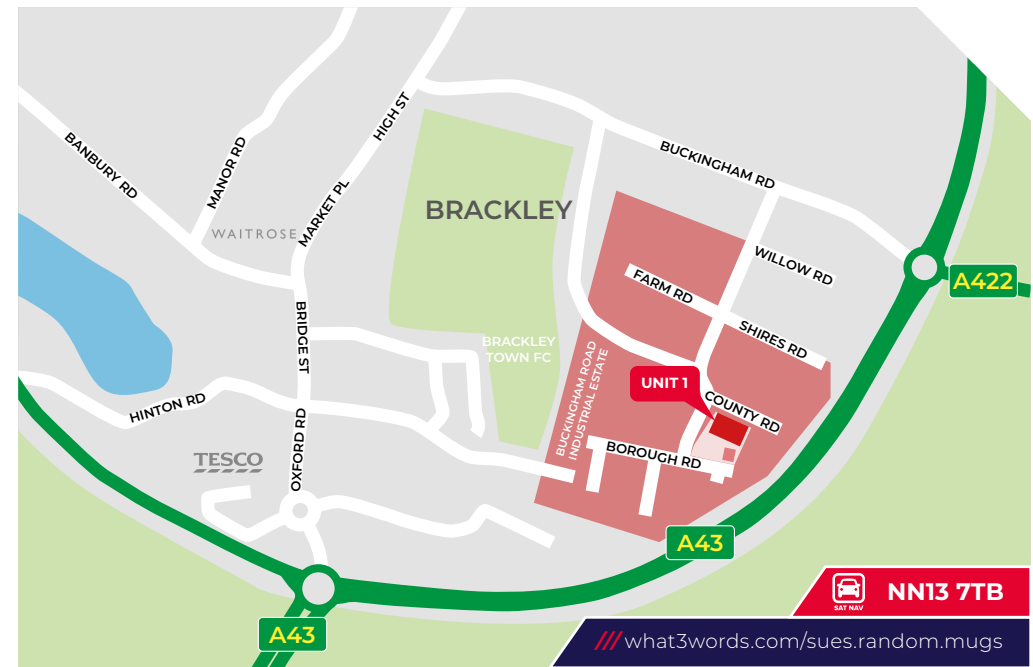 BANBURY RD
MANOR RD
HIGH ST
MARKET PL
WAITROSE
BRACKLEY
BUCKINGHAM RD
WILLOW RD
A422
FARM RD
SHIRES RD
BRIDGE ST
BRACKLEY
TOWN FC
BUCKINGHAM ROAD
INDUSTRIAL ESTATE
UNIT 1
COUNTY RD
HINTON RD
OXFORD RD
BOROUGH RD
TESCO
A43
A43
SAT NAV
NN13 7TB
///what3words.com/sues.random.mugs